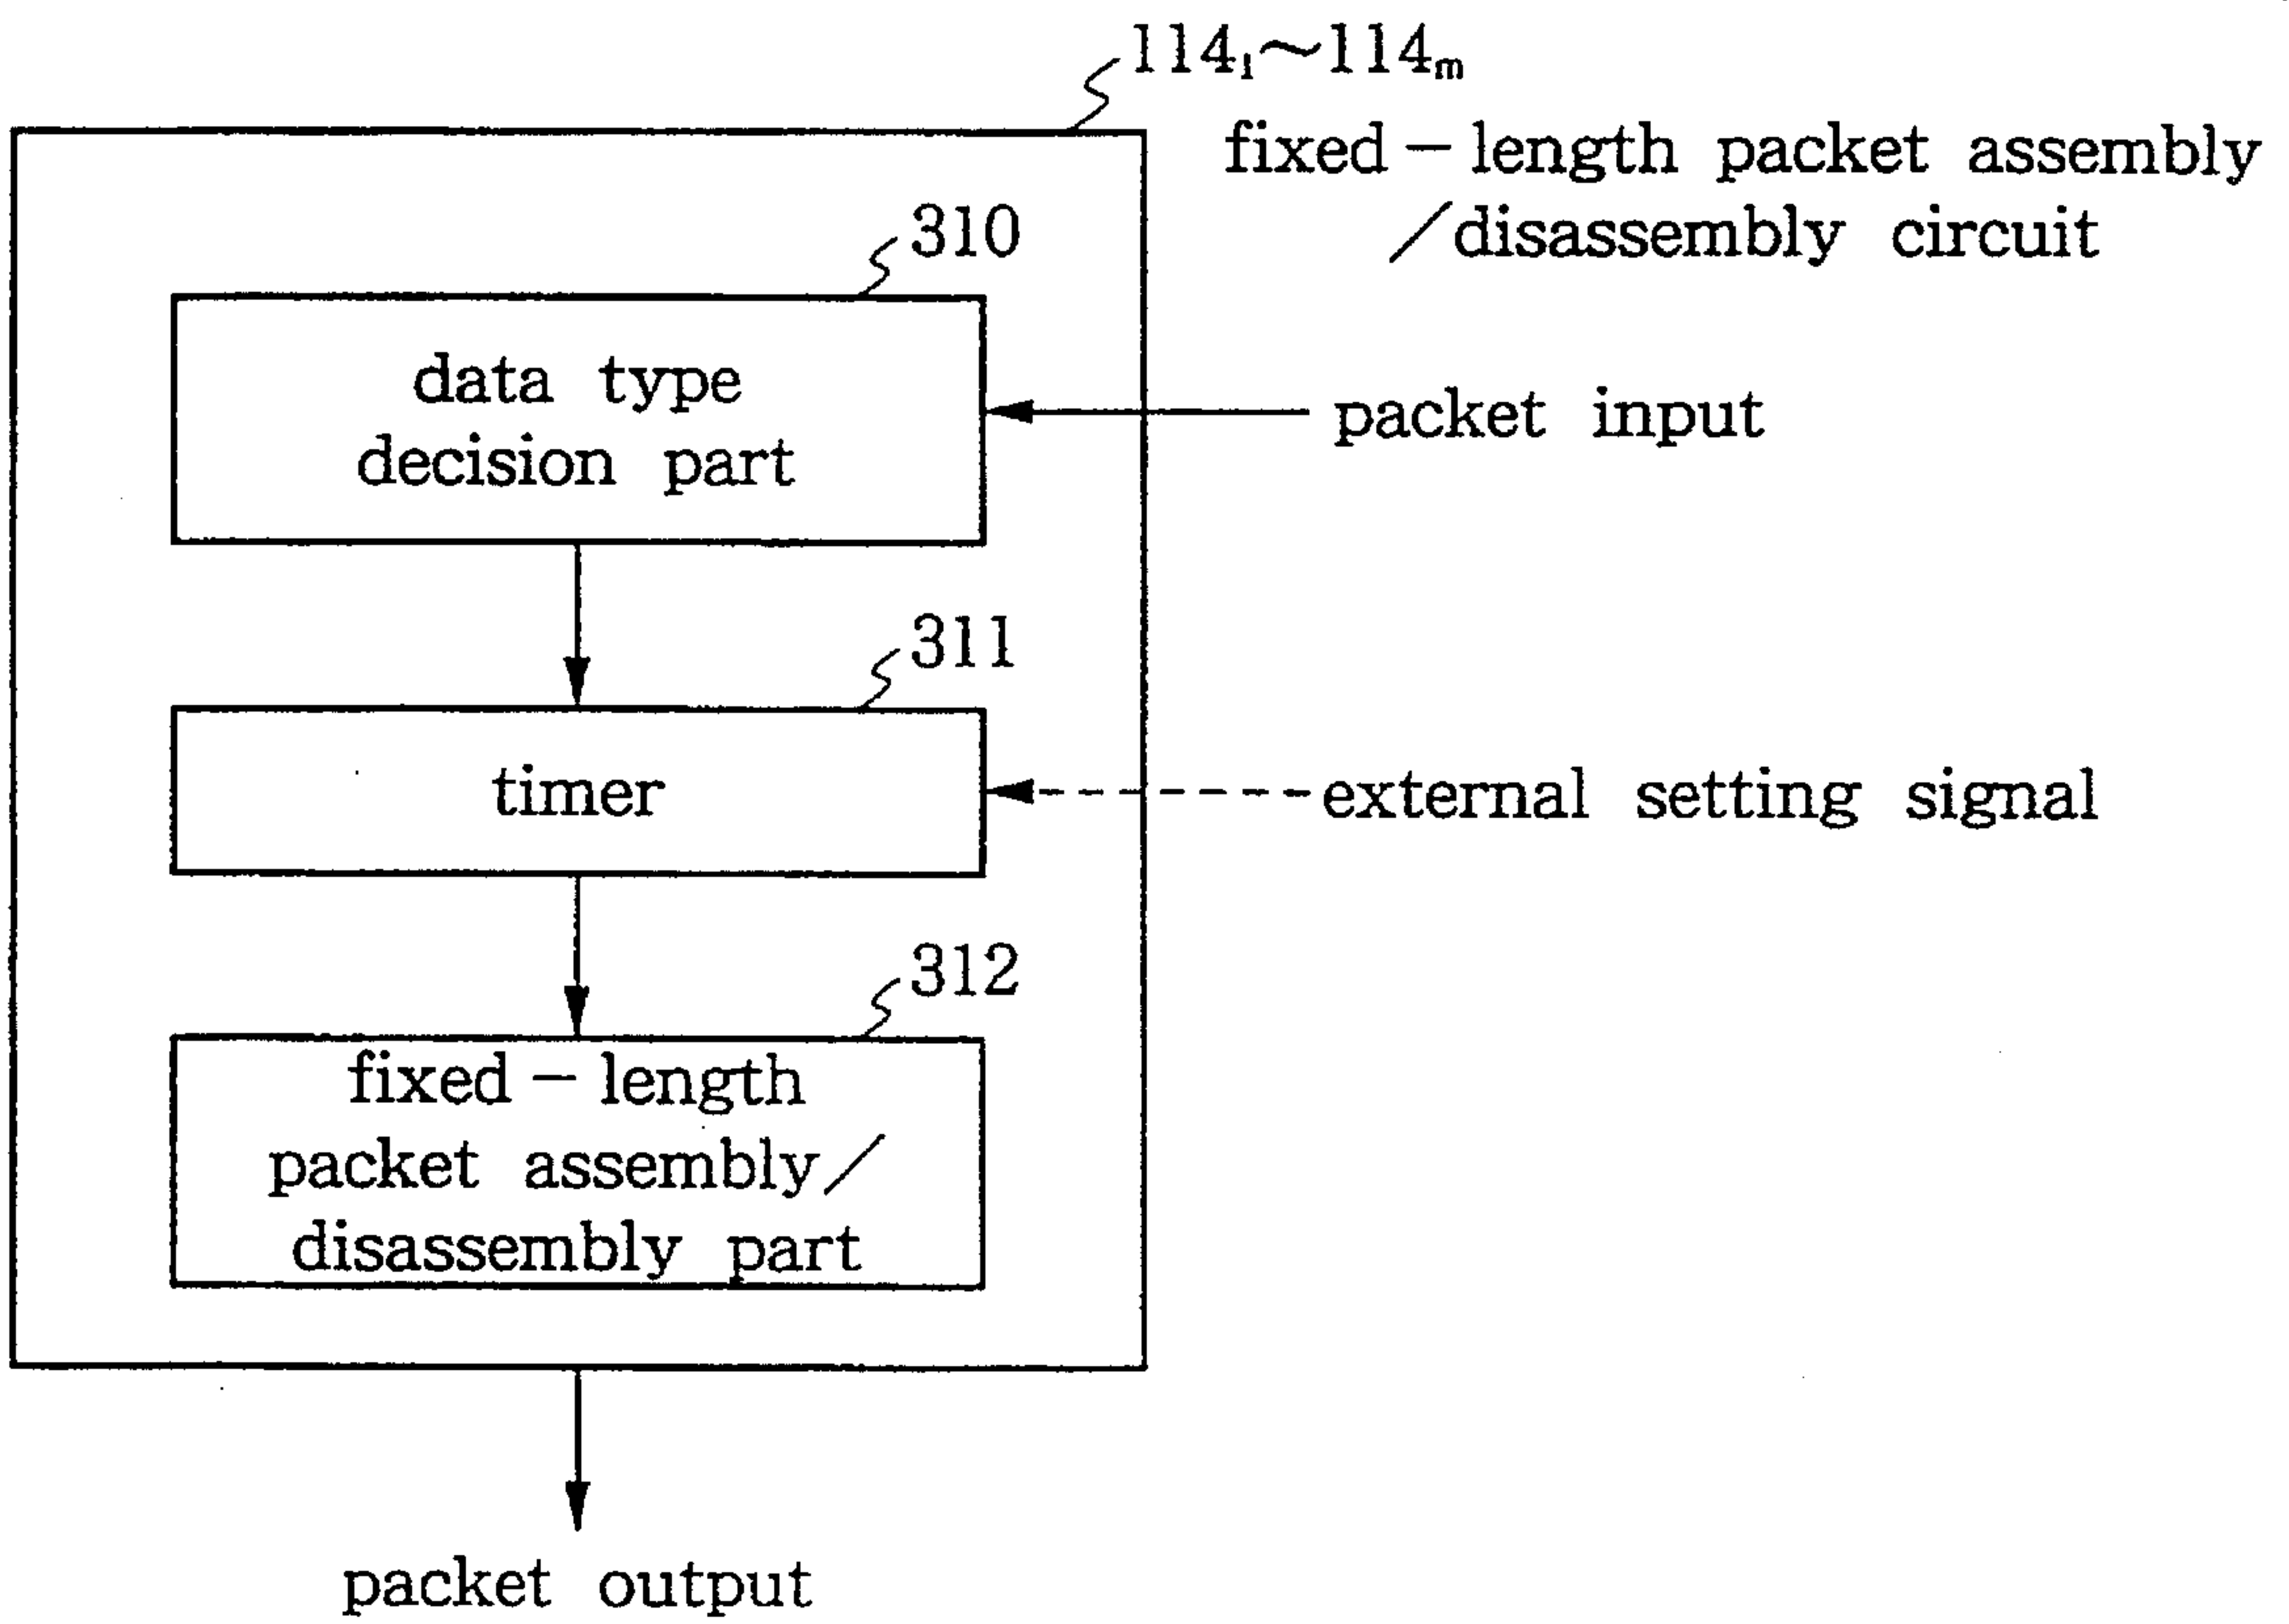 114₁~114ₘ
fixed-length packet assembly
/disassembly circuit
310
data type
decision part
packet input
311
timer
external setting signal
312
fixed-length
packet assembly/
disassembly part
packet output